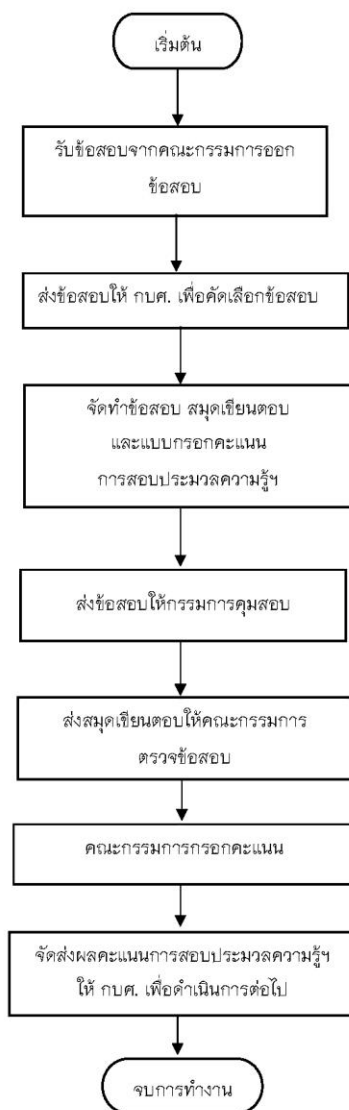 เริ่มต้น
รับข้อสอบจากคณะกรรมการออก
ข้อสอบ
ส่งข้อสอบให้ กบศ. เพื่อคัดเลือกข้อสอบ
จัดทำข้อสอบ สมุดเขียนตอบ
และแบบกรอกคะแนน
การสอบประมวลความรู้ฯ
ส่งข้อสอบให้กรรมการคุมสอบ
ส่งสมุดเขียนตอบให้คณะกรรมการ
ตรวจข้อสอบ
คณะกรรมการกรอกคะแนน
จัดส่งผลคะแนนการสอบประมวลความรู้ฯ
ให้ กบศ. เพื่อดำเนินการต่อไป
จบการทำงาน